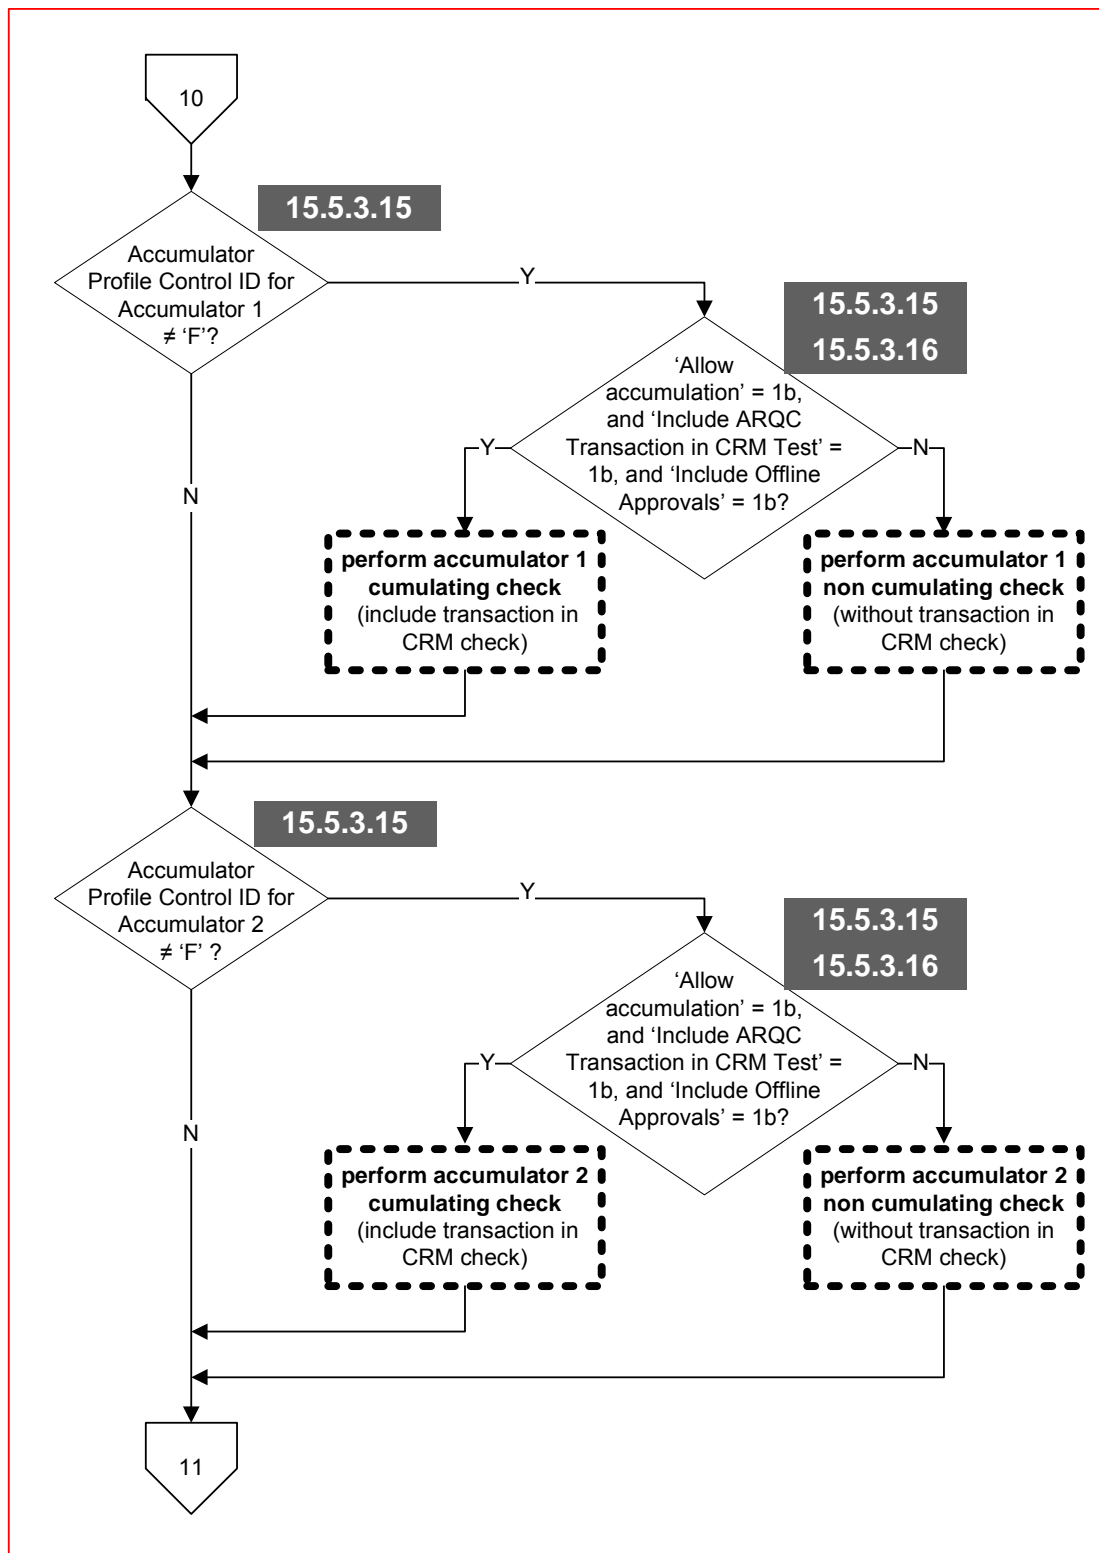 10
15.5.3.15
Accumulator
Profile Control ID for
Accumulator 1
≠ ‘F’?
Y
15.5.3.15
15.5.3.16
‘Allow
accumulation’ = 1b,
and ‘Include ARQC
Transaction in CRM Test’ =
1b, and ‘Include Offline
Approvals’ = 1b?
Y
N
N
perform accumulator 1
cumulating check
(include transaction in
CRM check)
perform accumulator 1
non cumulating check
(without transaction in
CRM check)
15.5.3.15
Accumulator
Profile Control ID for
Accumulator 2
≠ ‘F’ ?
Y
15.5.3.15
15.5.3.16
‘Allow
accumulation’ = 1b,
and ‘Include ARQC
Transaction in CRM Test’ =
1b, and ‘Include Offline
Approvals’ = 1b?
Y
N
N
perform accumulator 2
cumulating check
(include transaction in
CRM check)
perform accumulator 2
non cumulating check
(without transaction in
CRM check)
11